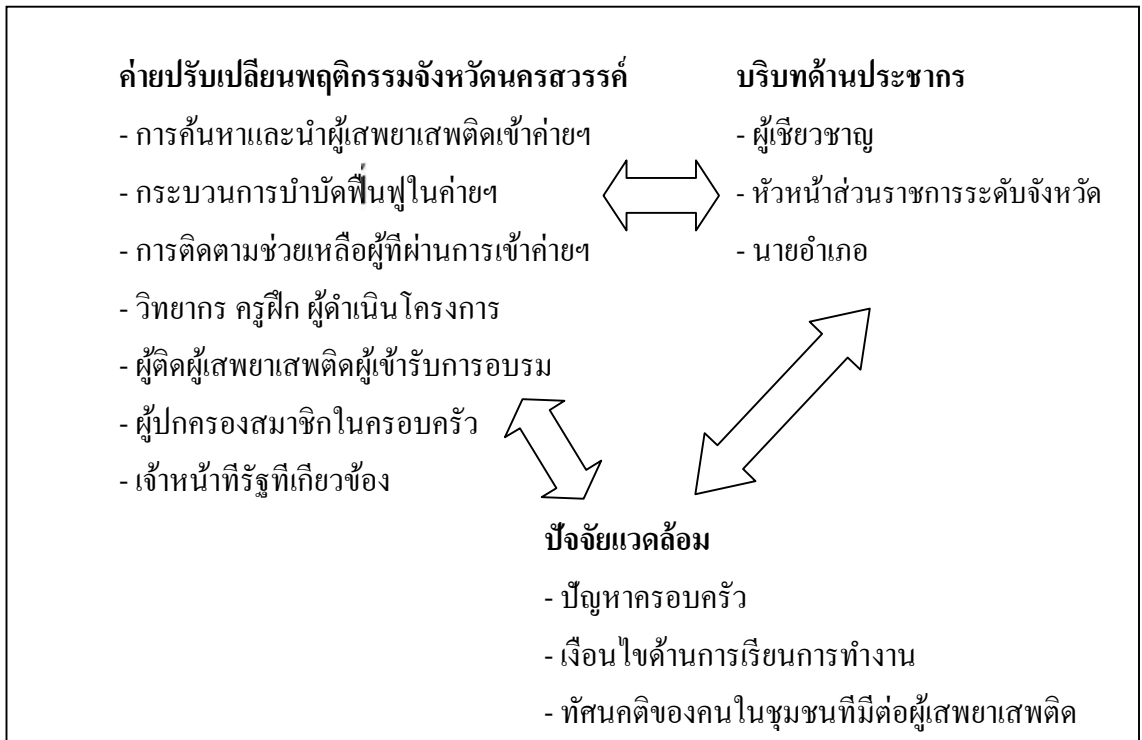 ค่ายปรับเปลียนพฤติกรรมจังหวัดนครสวรรค์
- การค้นหาและนำผู้เสพยาเสพติดเข้าค่ายฯ
- กระบวนการบำบัดฟื้นฟูในค่ายฯ
- การติดตามช่วยเหลือผู้ทีผ่านการเข้าค่ายฯ
- วิทยากร ครูฝึก ผู้ดำเนินโครงการ
- ผู้ติดผู้เสพยาเสพติดผู้เข้ารับการอบรม
- ผู้ปกครองสมาชิกในครอบครัว
- เจ้าหน้าทีรัฐทีเกียวข้อง
บริบทด้านประชากร
- ผู้เชียวชาญ
- หัวหน้าส่วนราชการระดับจังหวัด
- นายอำเภอ
ปัจจัยแวดล้อม
- ปัญหาครอบครัว
- เงือนไขด้านการเรียนการทำงาน
- ทัศนคติของคนในชุมชนทีมีต่อผู้เสพยาเสพติด